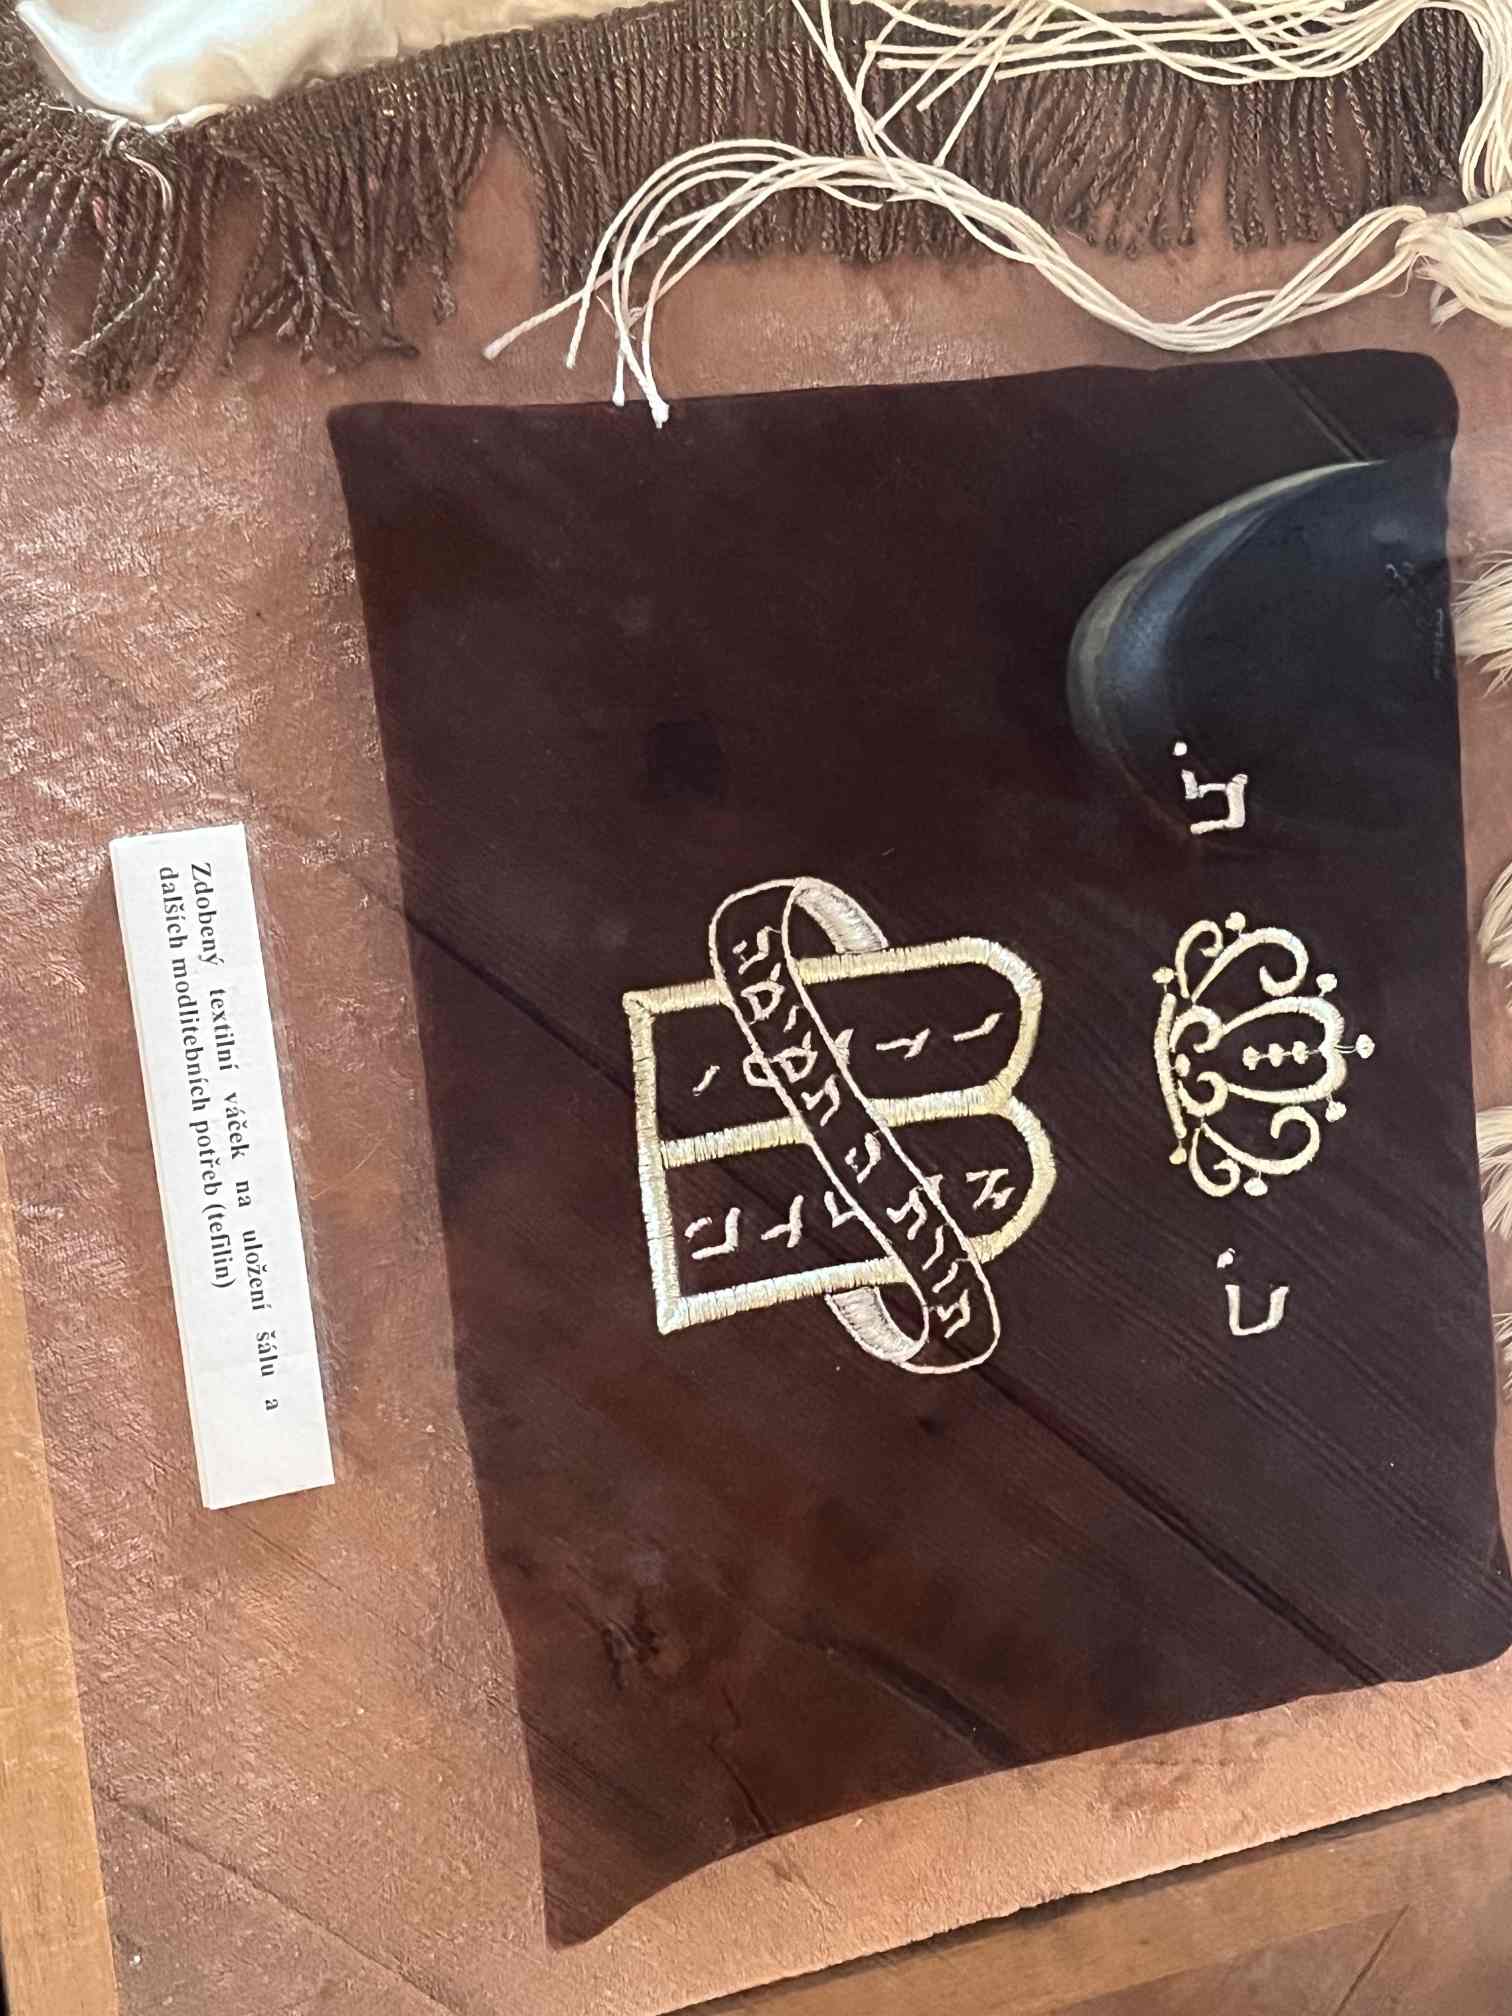 תורת ה' תמימה
א
ג
ד
ה
ו
ז
י
Zdobený textilní váček na uložení šálu a
dalších modlitebních potřeb (tefilin)